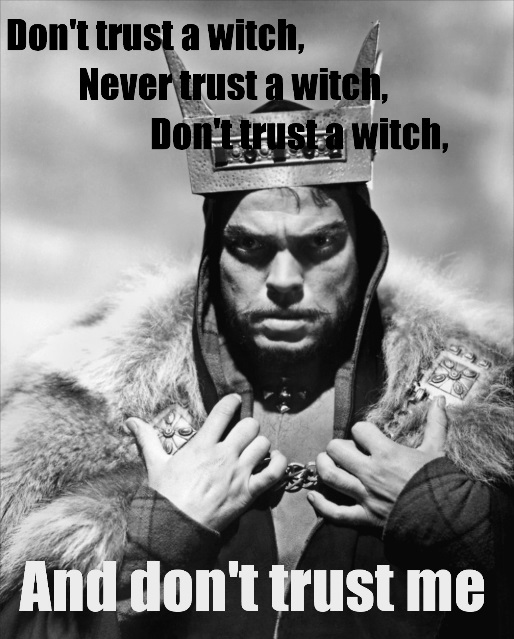 Don't trust a witch,
Never trust a witch,
Don't trust a witch,
And don't trust me